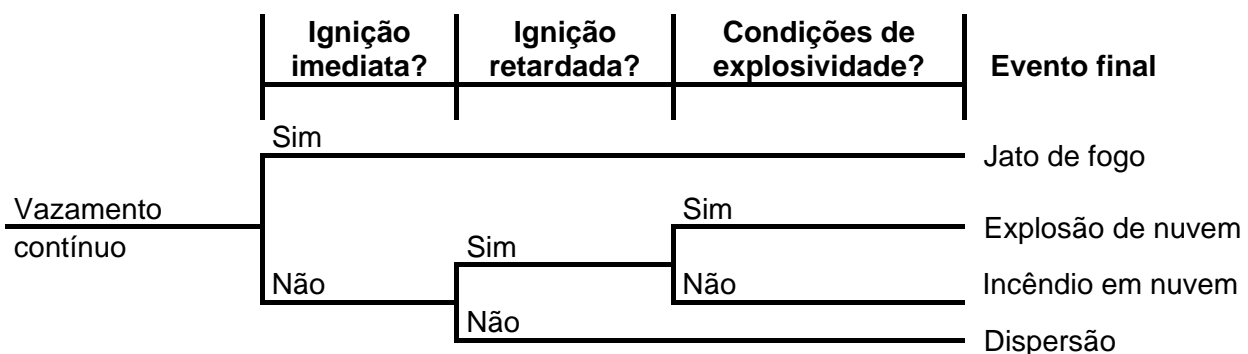 Ignição imediata?
Ignição retardada?
Condições de explosividade?
Evento final
Sim
Jato de fogo
Vazamento
contínuo
Sim
Explosão de nuvem
Sim
Não
Não
Incêndio em nuvem
Não
Dispersão